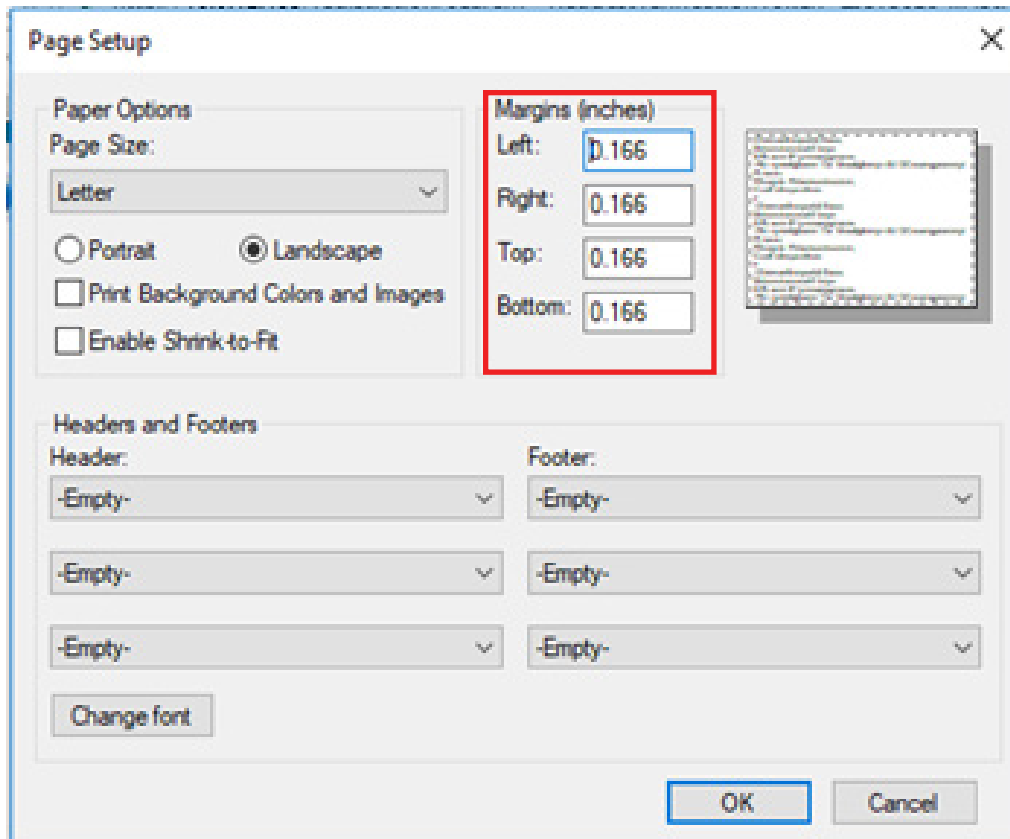 Page Setup
Paper Options
Page Size:
Letter
Portrait Landscape
Print Background Colors and Images
Enable Shrink-to-Fit
Margins (inches)
Left: 0.166
Right: 0.166
Top: 0.166
Bottom: 0.166
Headers and Footers
Header: Footer:
-Empty- -Empty-
-Empty- -Empty-
-Empty- -Empty-
Change font
OK Cancel